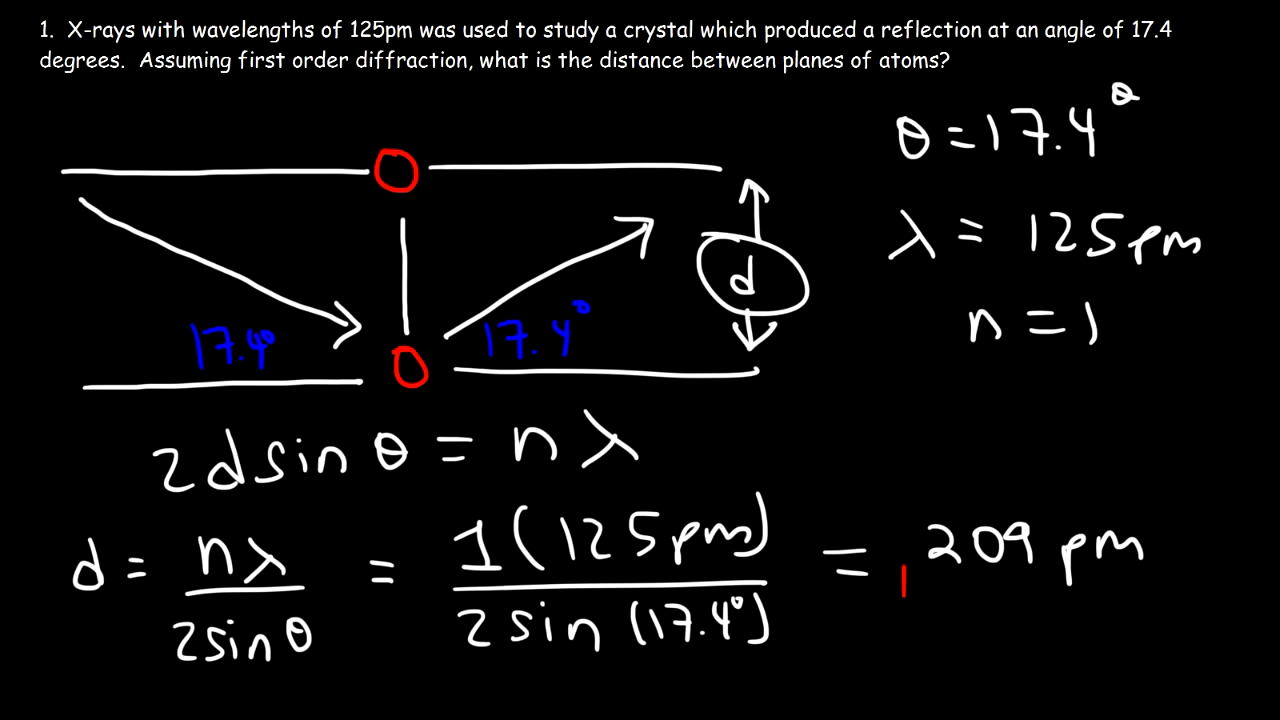 1. X-rays with wavelengths of 125pm was used to study a crystal which produced a reflection at an angle of 17.4
degrees. Assuming first order diffraction, what is the distance between planes of atoms?
θ = 17.4°
λ = 125 pm
n = 1
d
17.4° 17.4°
2d sin θ = n λ
d = nλ / 2 sin θ = 1 (125 pm) / 2 sin (17.4°) = 209 pm